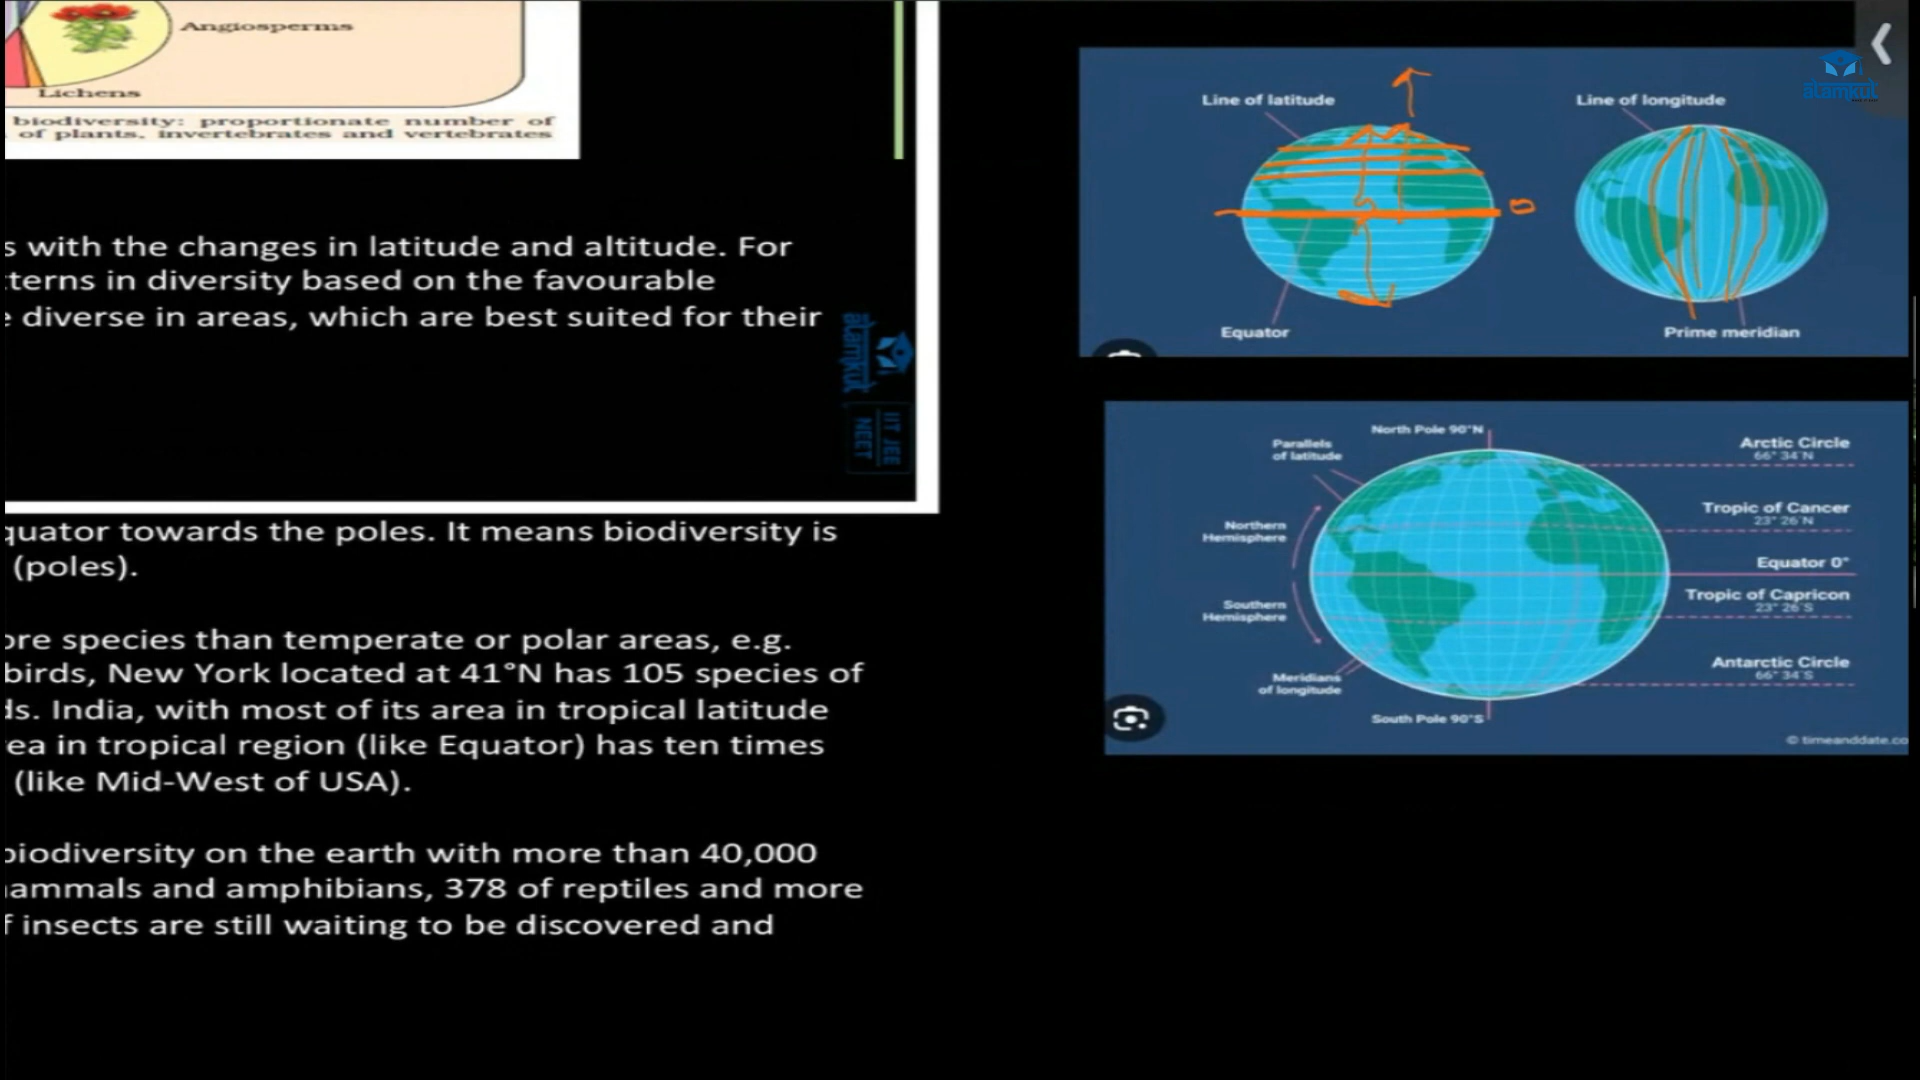 Angiosperms
Lichens
biodiversity: proportionate number of
of plants. invertebrates and vertebrates
s with the changes in latitude and altitude. For
tterns in diversity based on the favourable
e diverse in areas, which are best suited for their
quator towards the poles. It means biodiversity is
(poles).
ore species than temperate or polar areas, e.g.
birds, New York located at 41°N has 105 species of
ds. India, with most of its area in tropical latitude
ea in tropical region (like Equator) has ten times
(like Mid-West of USA).
biodiversity on the earth with more than 40,000
mammals and amphibians, 378 of reptiles and more
f insects are still waiting to be discovered and
atamkul
IIT JEE
NEET
Line of latitude
Line of longitude
Equator
Prime meridian
0
atamkul
North Pole 90°N
Parallels
of latitude
Arctic Circle
66° 34'N
Tropic of Cancer
23° 26'N
Northern
Hemisphere
Equator 0°
Tropic of Capricon
23° 26'S
Southern
Hemisphere
Antarctic Circle
66° 34'S
Meridians
of longitude
South Pole 90°S
© timeanddate.co